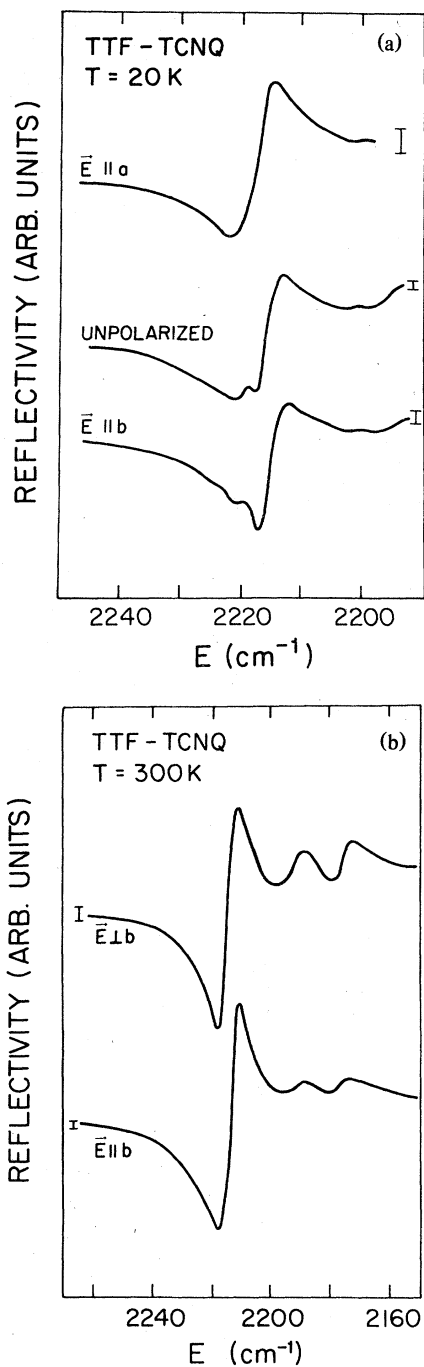 (a)
TTF-TCNQ
T = 20 K
E⃗ ∥ a
UNPOLARIZED
E⃗ ∥ b
REFLECTIVITY (ARB. UNITS)
2240 2220 2200
E (cm⁻¹)
(b)
TTF-TCNQ
T = 300K
E⃗ ⊥ b
E⃗ ∥ b
REFLECTIVITY (ARB. UNITS)
2240 2200 2160
E (cm⁻¹)